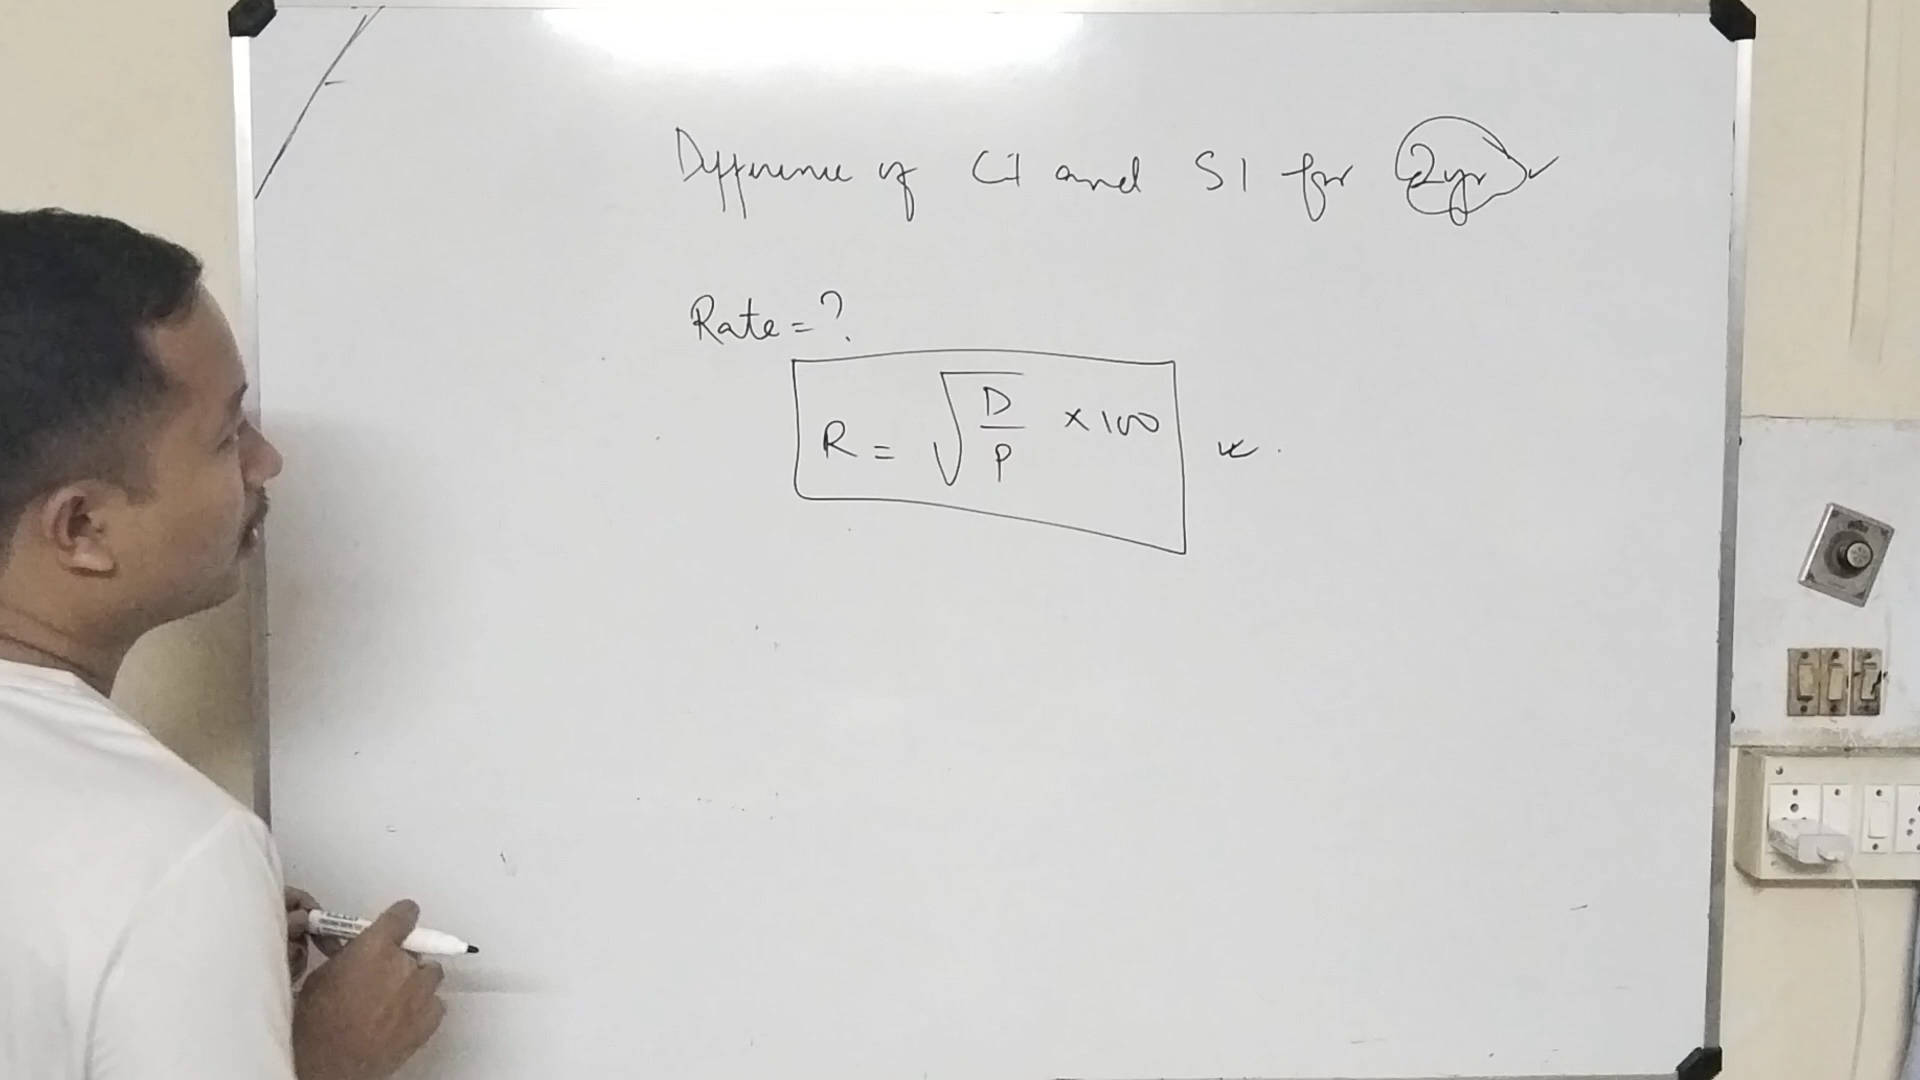 Difference of CI and SI for 2yr
Rate = ?
R = √D/P × 100